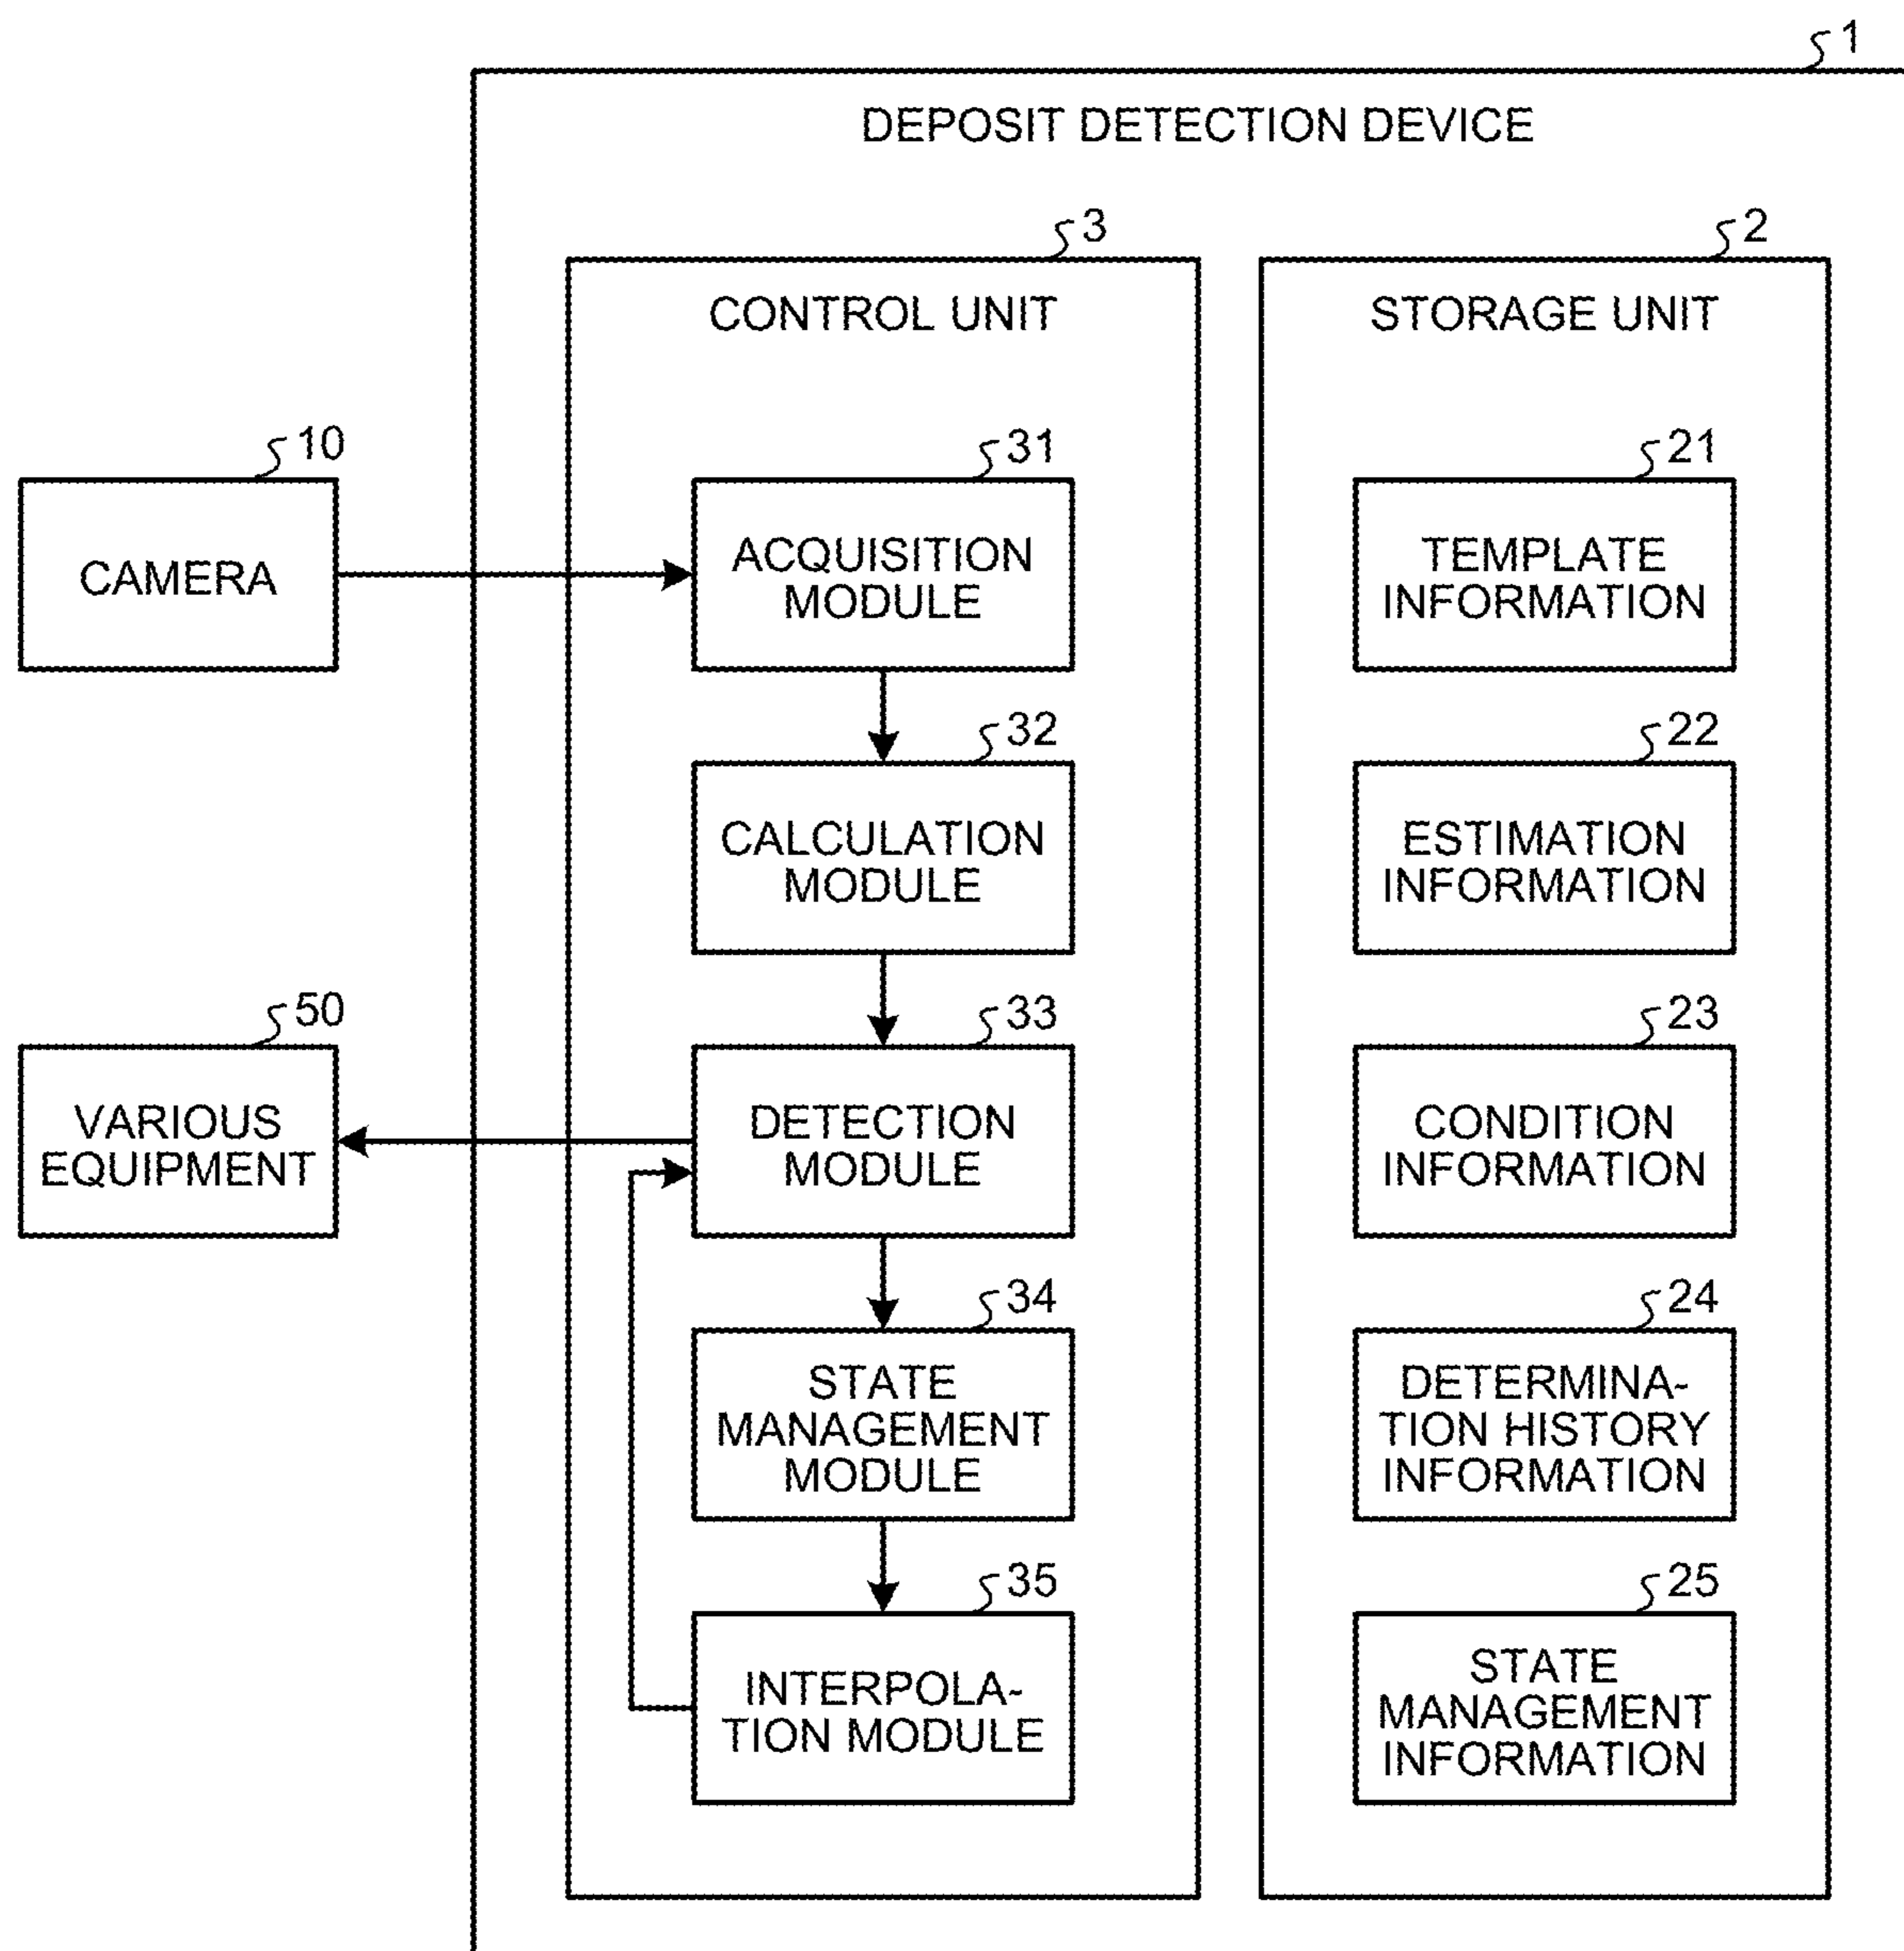 1
DEPOSIT DETECTION DEVICE
3
CONTROL UNIT
2
STORAGE UNIT
10
CAMERA
31
ACQUISITION
MODULE
21
TEMPLATE
INFORMATION
32
CALCULATION
MODULE
22
ESTIMATION
INFORMATION
50
VARIOUS
EQUIPMENT
33
DETECTION
MODULE
23
CONDITION
INFORMATION
34
STATE
MANAGEMENT
MODULE
24
DETERMINA-
TION HISTORY
INFORMATION
35
INTERPOLA-
TION MODULE
25
STATE
MANAGEMENT
INFORMATION